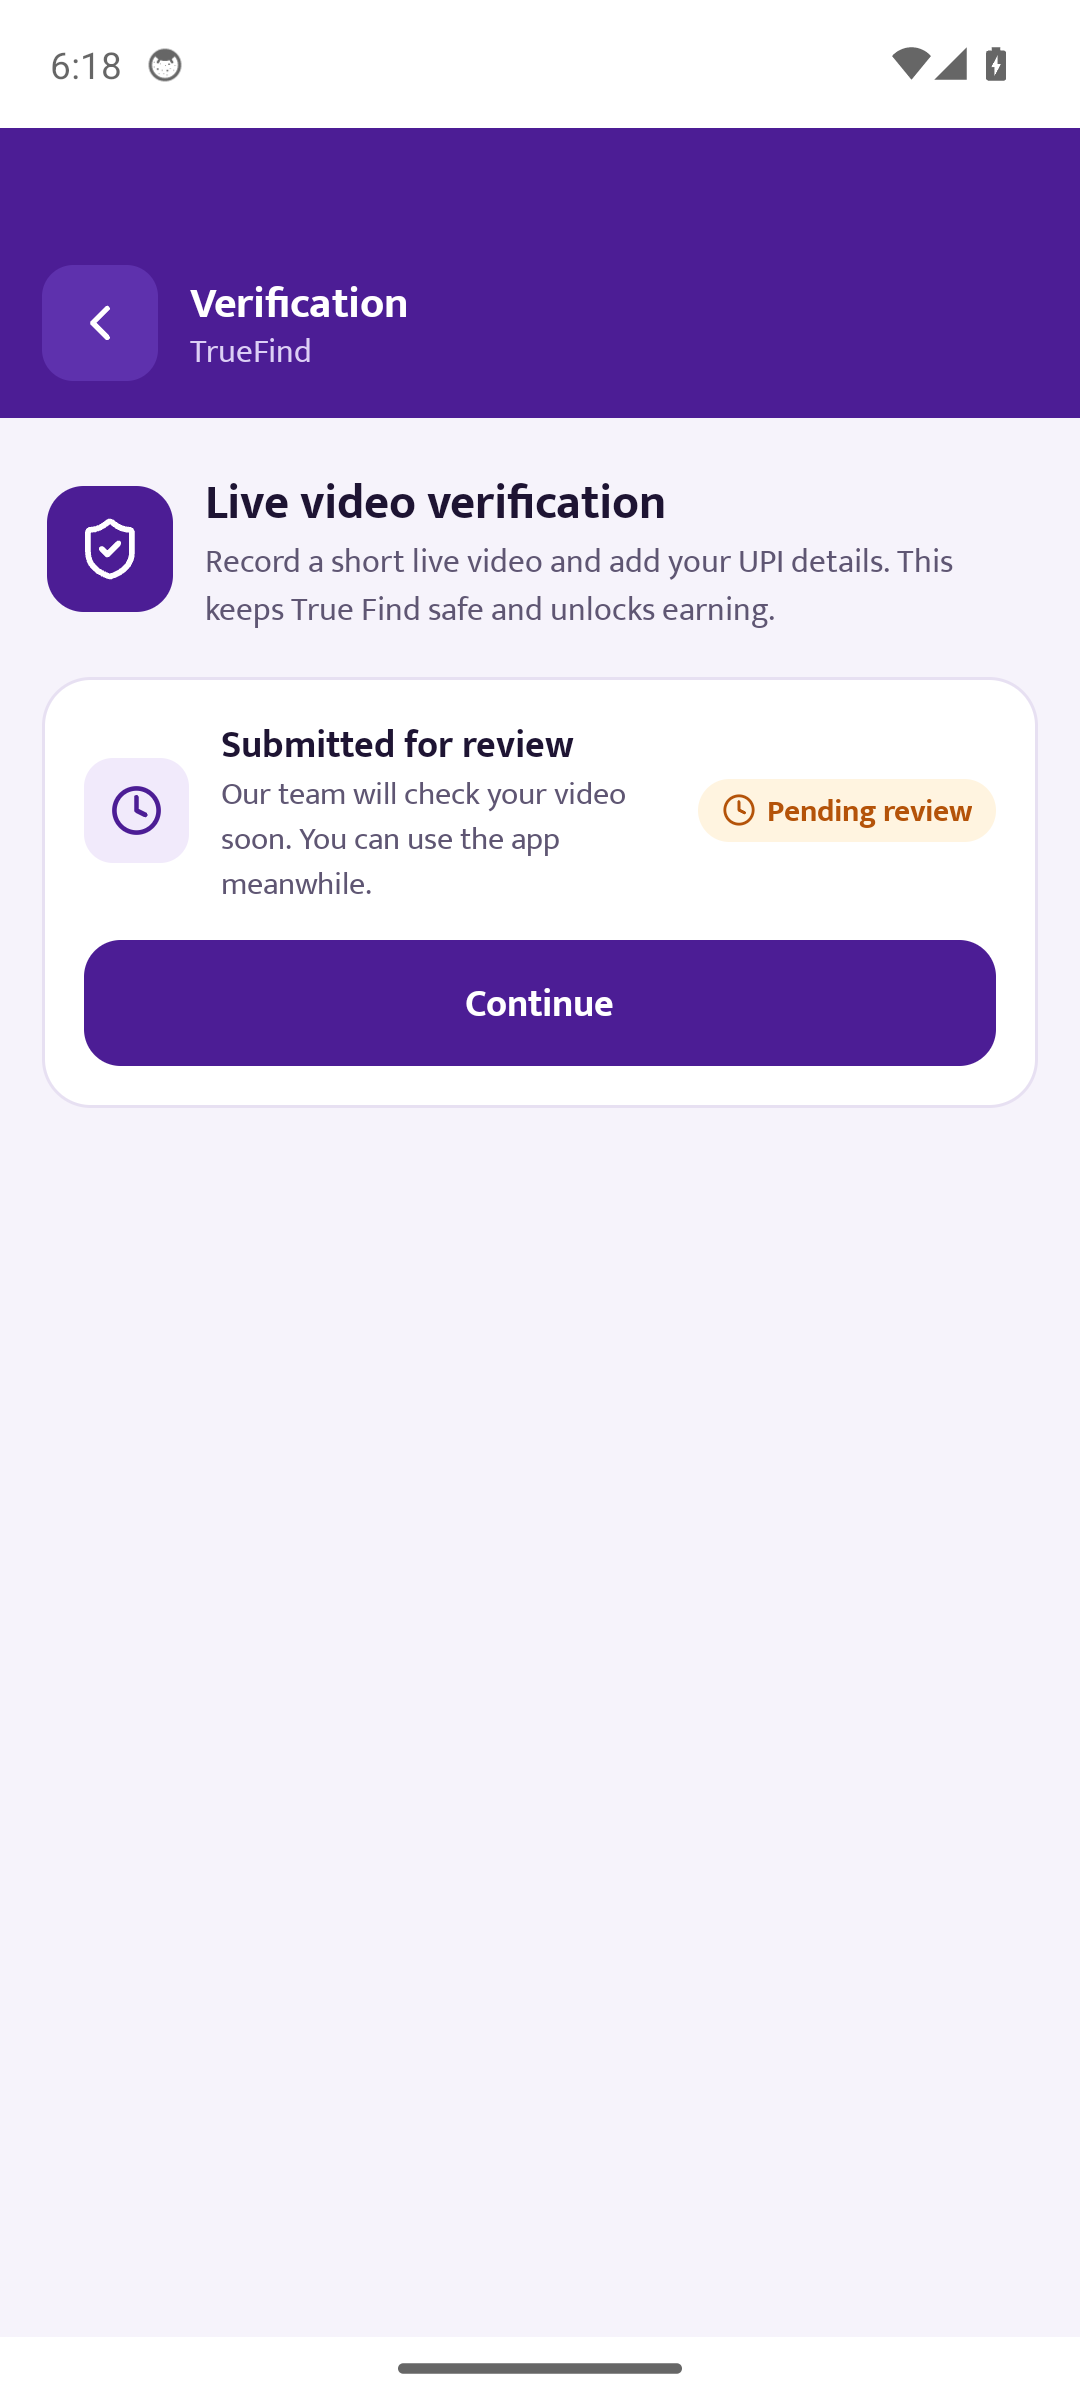 6:18
Verification
TrueFind
Live video verification
Record a short live video and add your UPI details. This
keeps True Find safe and unlocks earning.
Submitted for review
Our team will check your video
soon. You can use the app
meanwhile.
Pending review
Continue